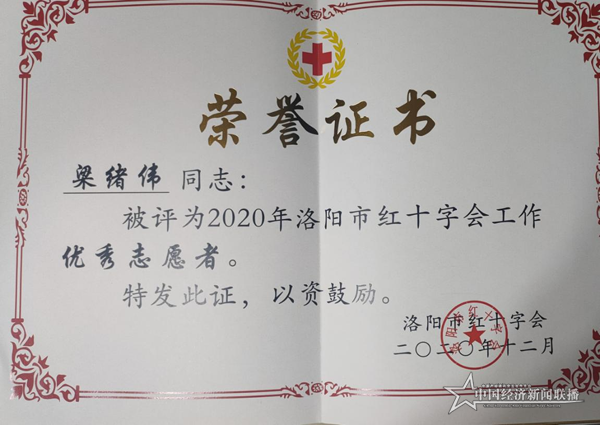 荣誉证书
梁绪伟 同志：
被评为2020年洛阳市红十字会工作
优秀志愿者。
特发此证，以资鼓励。
洛阳市红十字会
二〇二〇年十二月
中国经济新闻联播